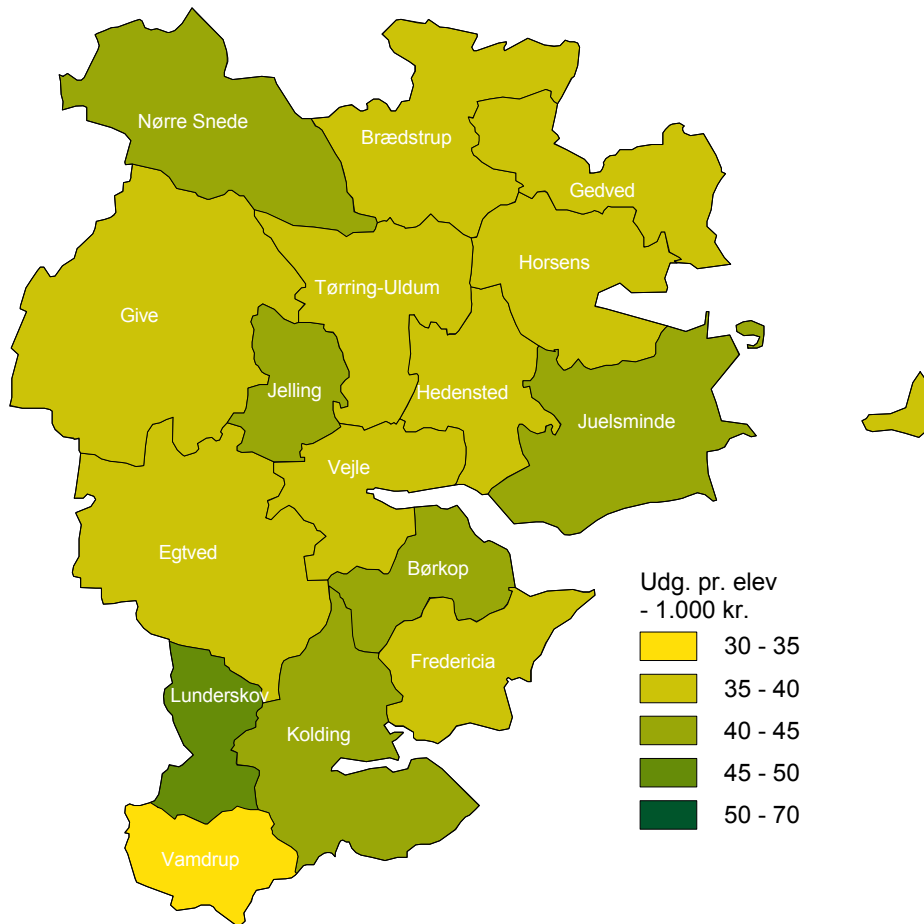 Nørre Snede
Brædstrup
Gedved
Horsens
Tørring-Uldum
Give
Jelling
Hedensted
Juelsminde
Vejle
Egtved
Børkop
Fredericia
Lunderskov
Kolding
Vamdrup
Udg. pr. elev
- 1.000 kr.
30 - 35
35 - 40
40 - 45
45 - 50
50 - 70